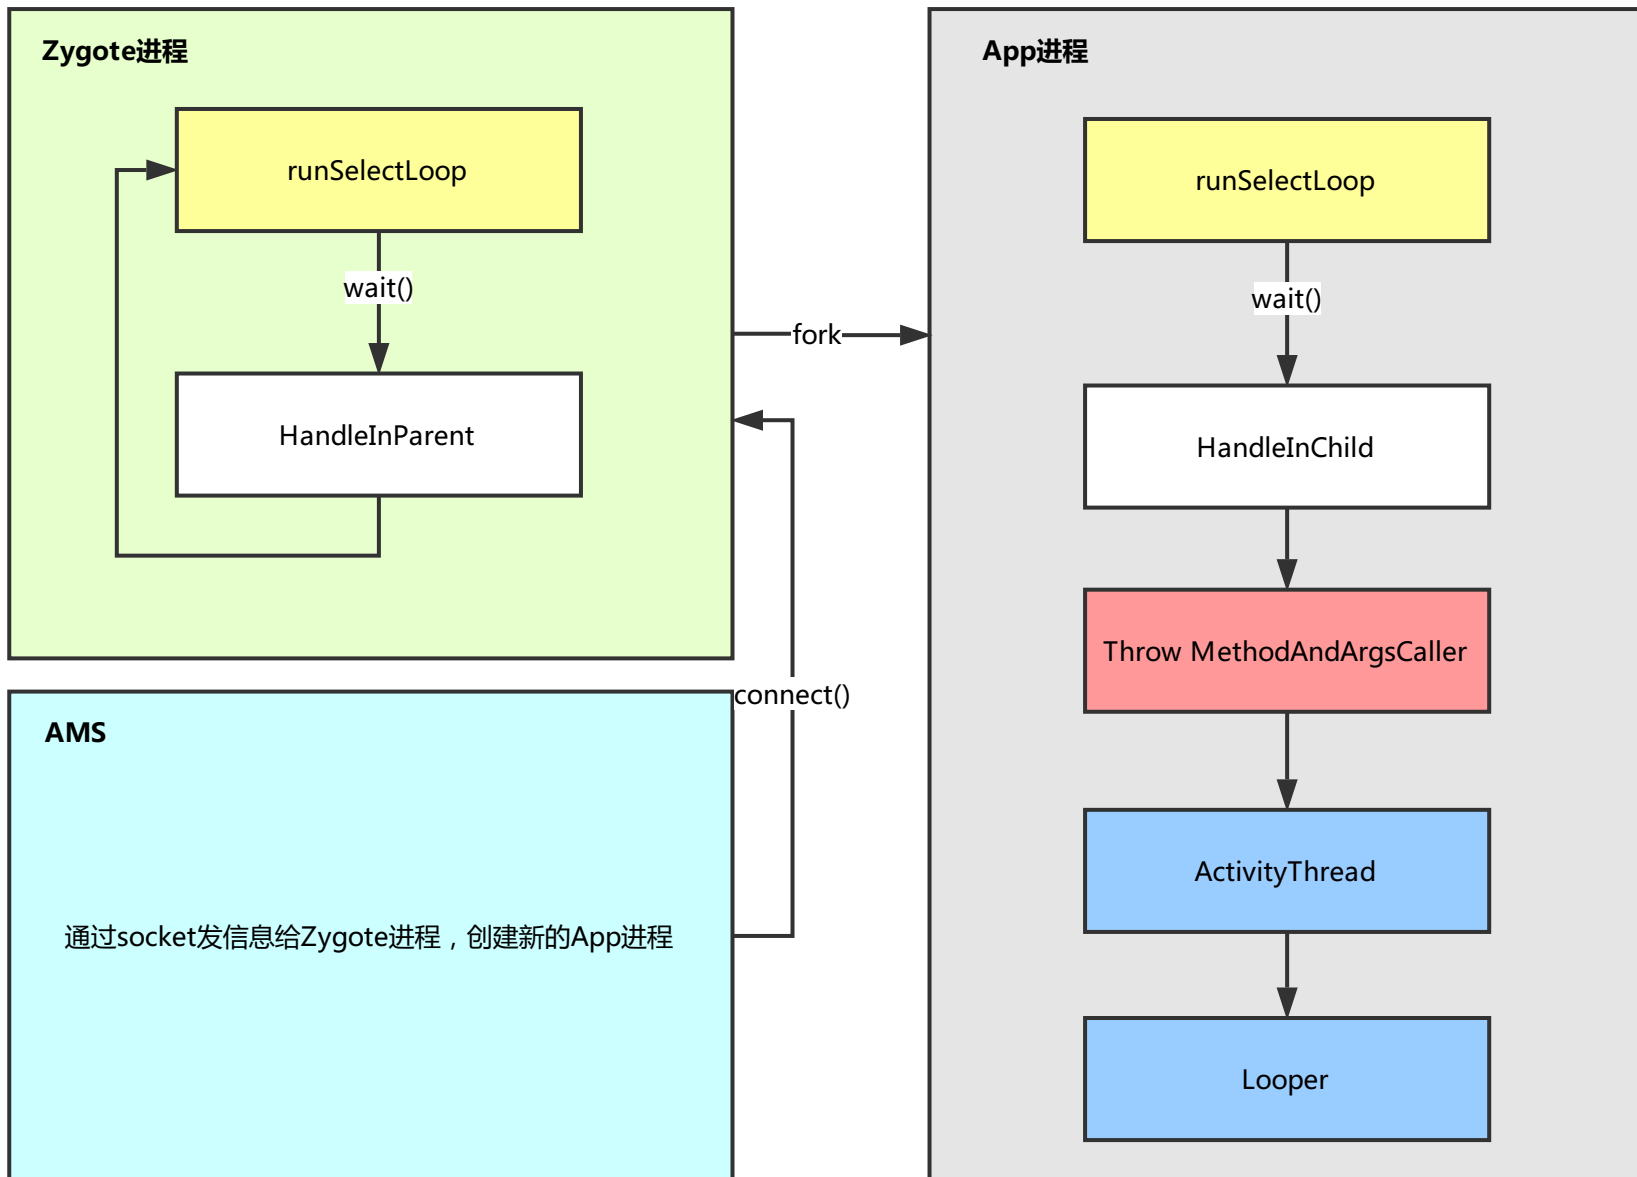 Zygote进程
runSelectLoop
wait()
HandleInParent
fork
connect()
AMS
通过socket发信息给Zygote进程，创建新的App进程
App进程
runSelectLoop
wait()
HandleInChild
Throw MethodAndArgsCaller
ActivityThread
Looper